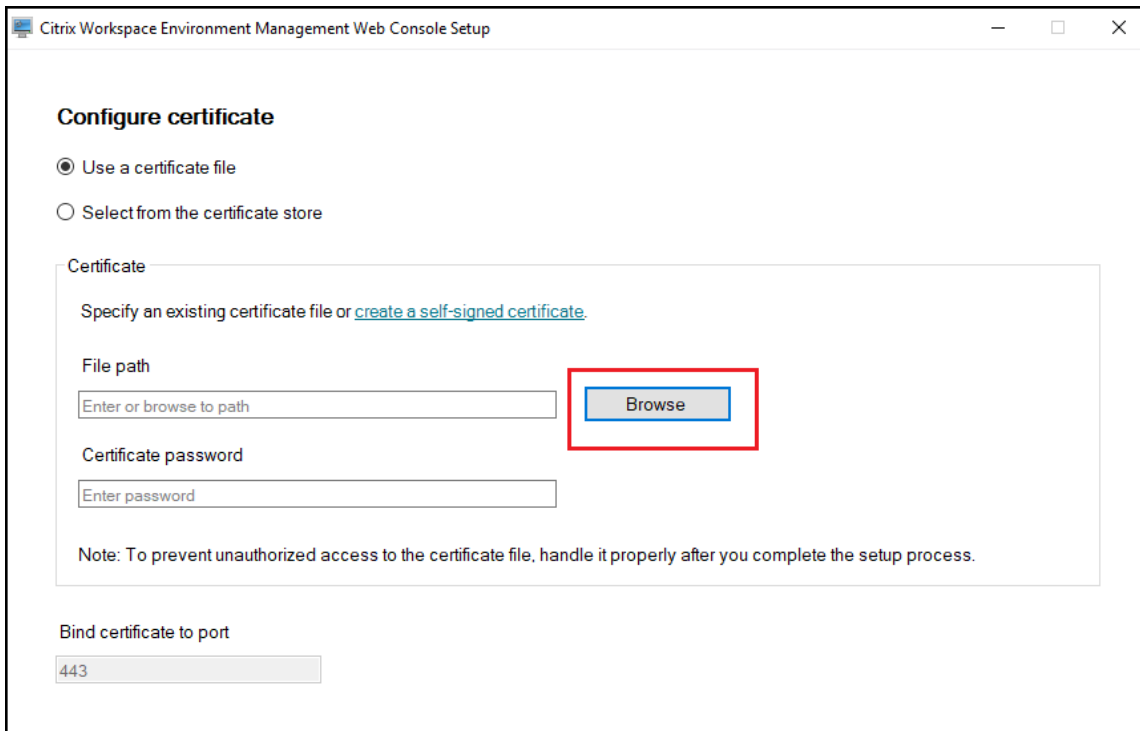 Citrix Workspace Environment Management Web Console Setup
Configure certificate
Use a certificate file
Select from the certificate store
Certificate
Specify an existing certificate file or create a self-signed certificate.
File path
Enter or browse to path
Browse
Certificate password
Enter password
Note: To prevent unauthorized access to the certificate file, handle it properly after you complete the setup process.
Bind certificate to port
443